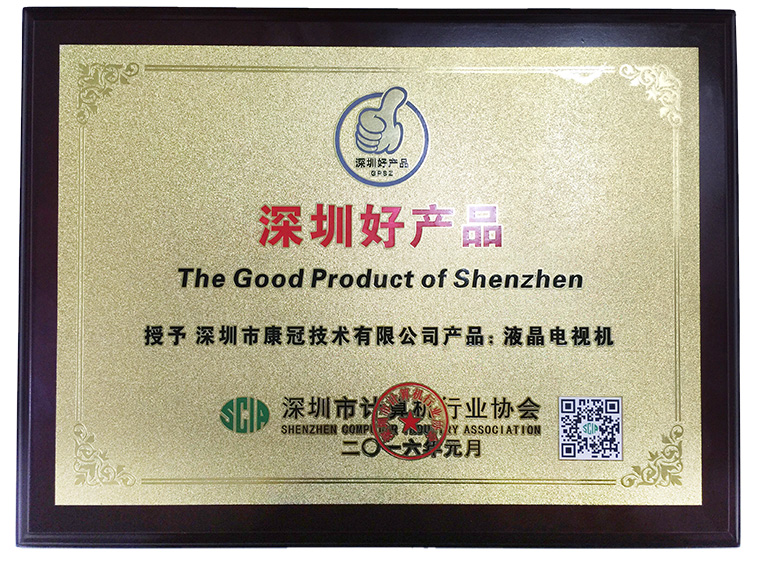 深圳好产品
GPSZ
深圳好产品
The Good Product of Shenzhen
授予 深圳市康冠技术有限公司产品：液晶电视机
SCIA 深圳市计算机行业协会
SHENZHEN COMPUTER INDUSTRY ASSOCIATION
二〇一六年元月
SCIA